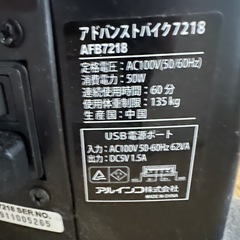 アドバンストバイク7218
AFB7218
定格電圧：AC100V(50/60Hz)
消費電力：50W
連続使用時間：60分
使用体重制限：135kg
生産国：中国
USB電源ポート
入力：AC100V 50-60Hz 62VA
出力：DC5V 1.5A
アルインコ株式会社
MADE IN CHINA
7218 SER.NO.
911005265